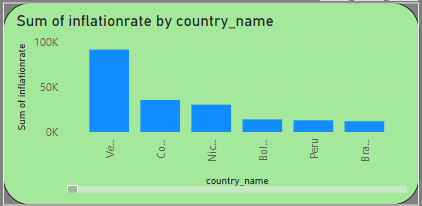 Sum of inflationrate by country_name
Sum of inflationrate
100K
50K
0K
Ve...
Co...
Nic...
Bol...
Peru
Bra...
country_name